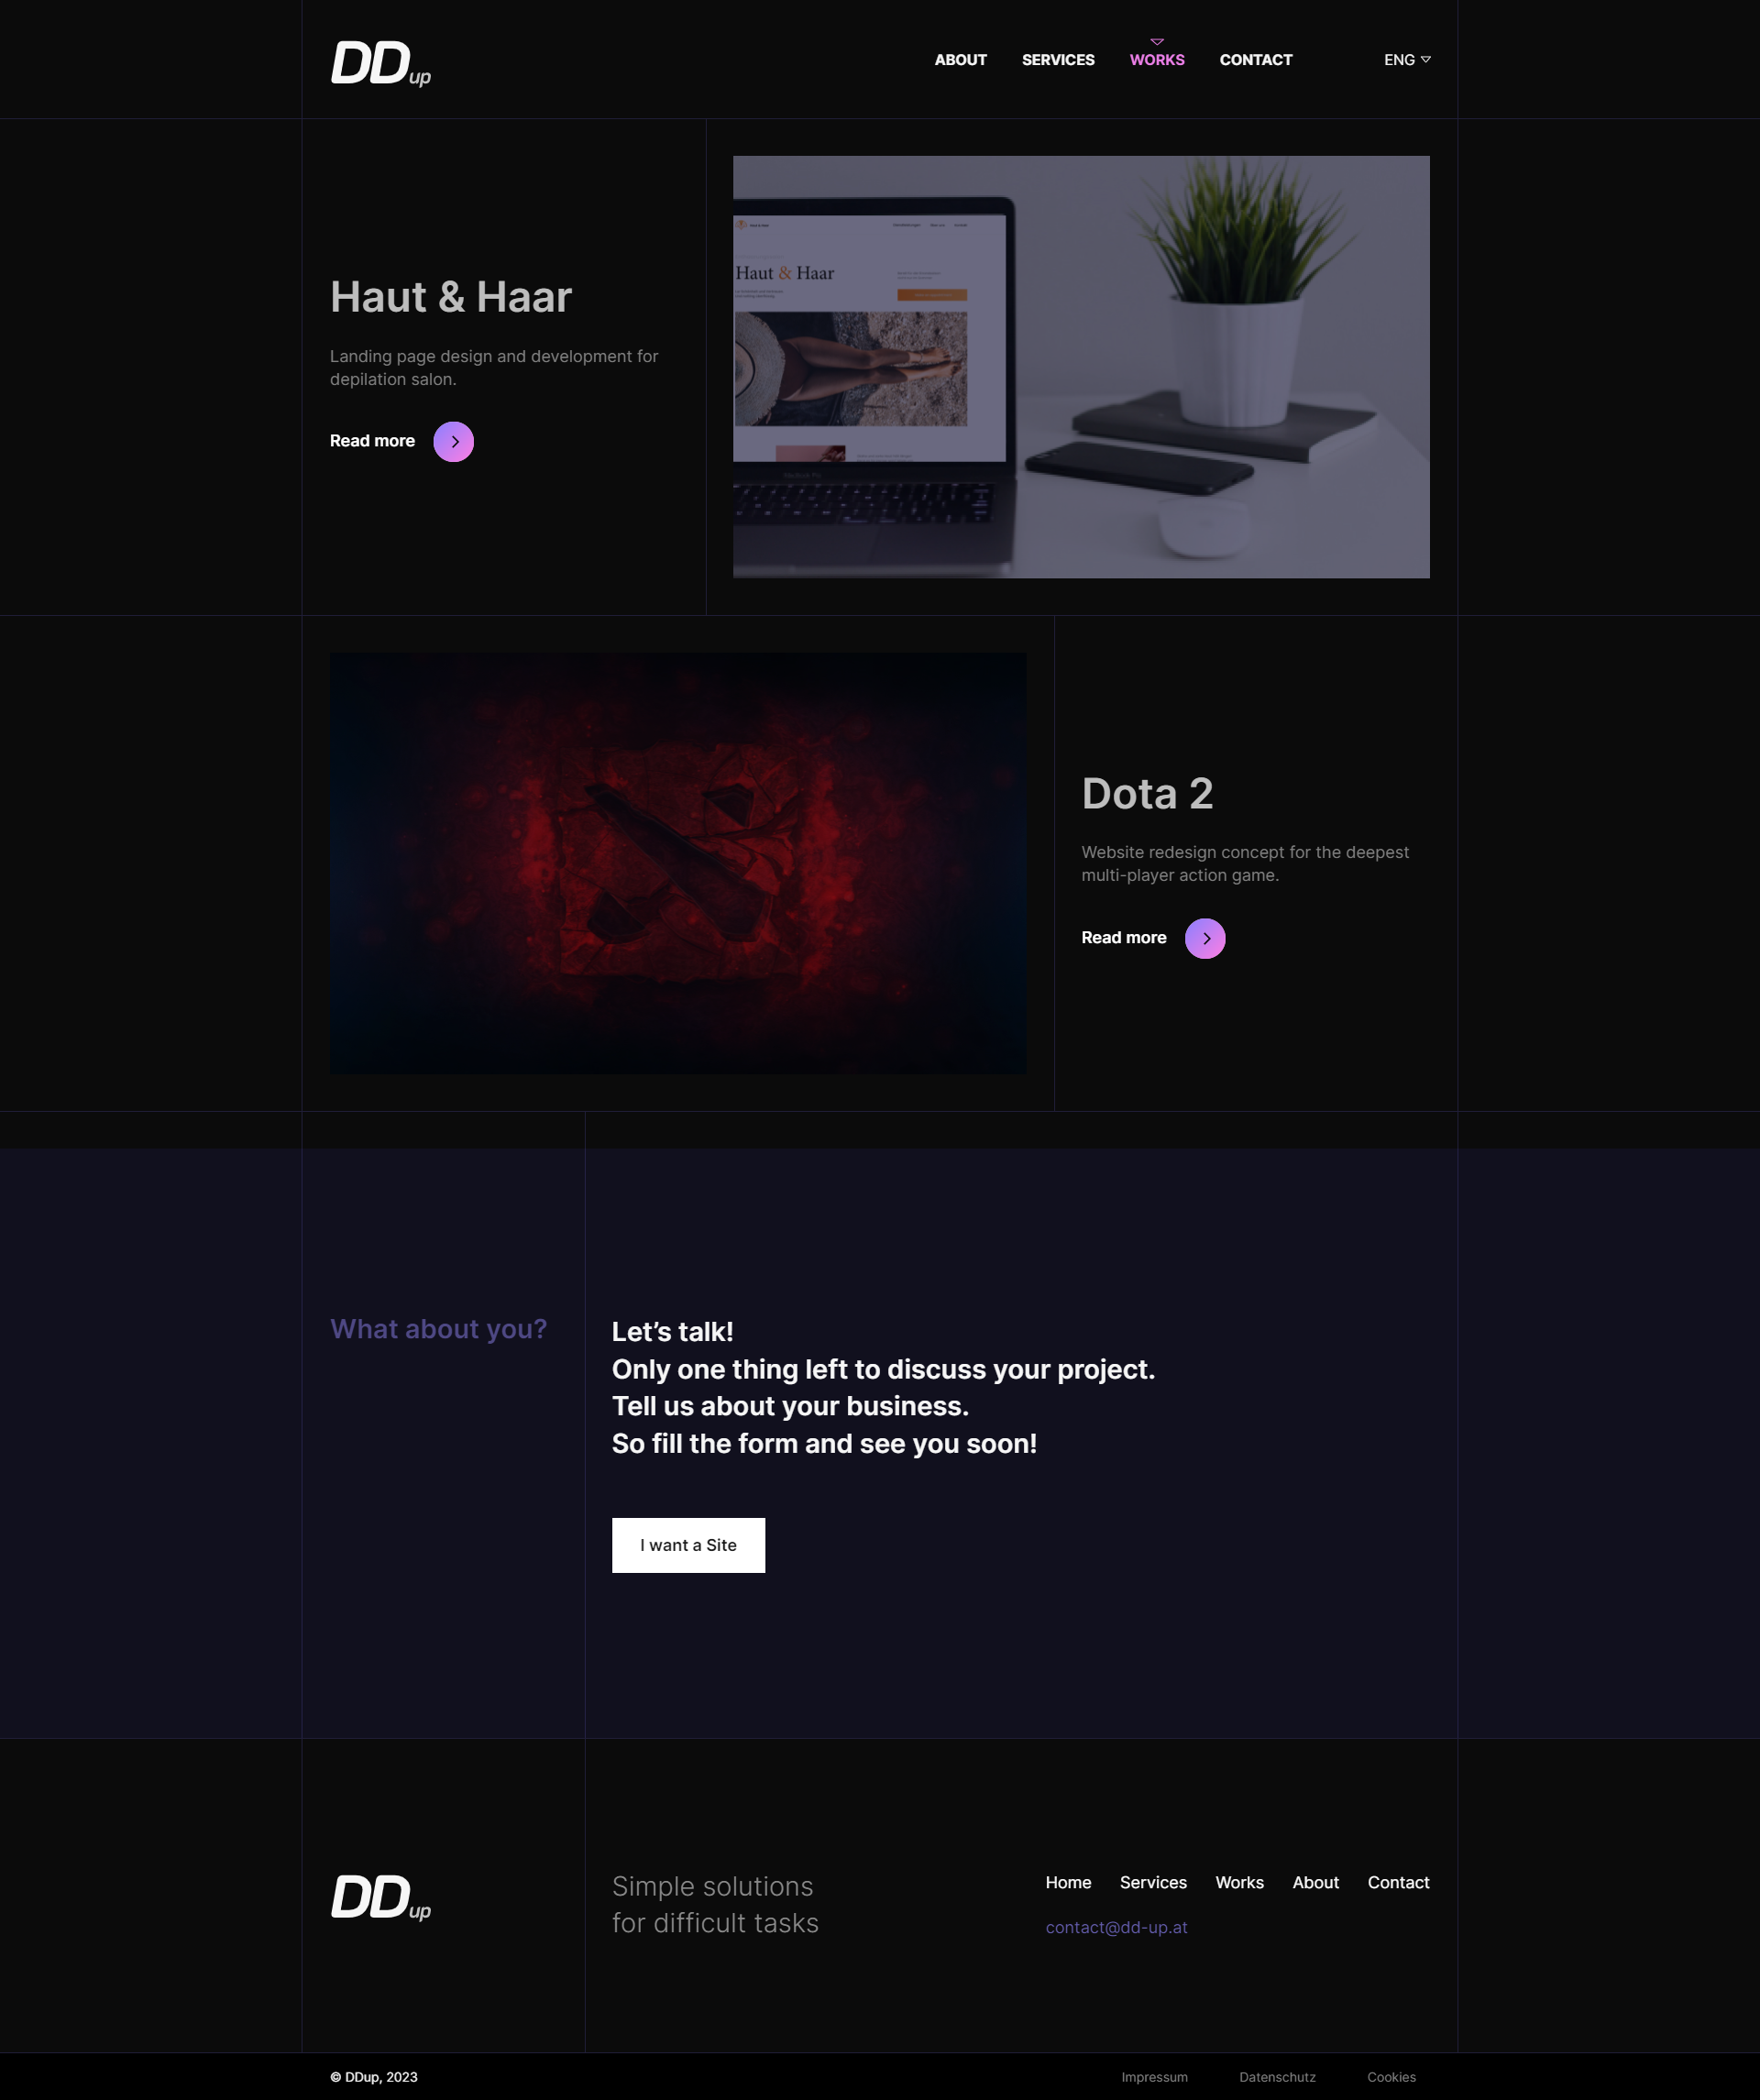 DDup
ABOUT SERVICES WORKS CONTACT ENG
Haut & Haar
Landing page design and development for
depilation salon.
Read more
Haut & Haar
Dota 2
Website redesign concept for the deepest
multi-player action game.
Read more
What about you?
Let’s talk!
Only one thing left to discuss your project.
Tell us about your business.
So fill the form and see you soon!
I want a Site
DDup
Simple solutions
for difficult tasks
Home Services Works About Contact
contact@dd-up.at
© DDup, 2023
Impressum Datenschutz Cookies